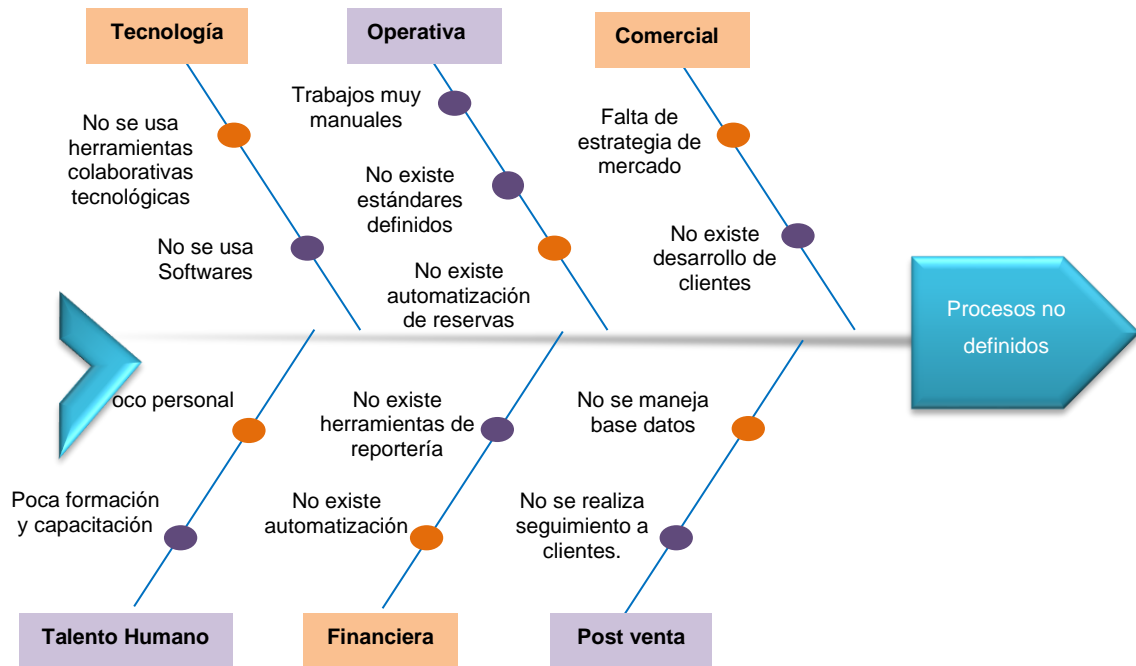 Tecnología
Operativa
Comercial
Trabajos muy
manuales
No se usa
herramientas
colaborativas
tecnológicas
Falta de
estrategia de
mercado
No existe
estándares
definidos
No se usa
Softwares
No existe
automatización
de reservas
No existe
desarrollo de
clientes
Procesos no
definidos
oco personal
No existe
herramientas de
reportería
No se maneja
base datos
Poca formación
y capacitación
No existe
automatización
No se realiza
seguimiento a
clientes.
Talento Humano
Financiera
Post venta